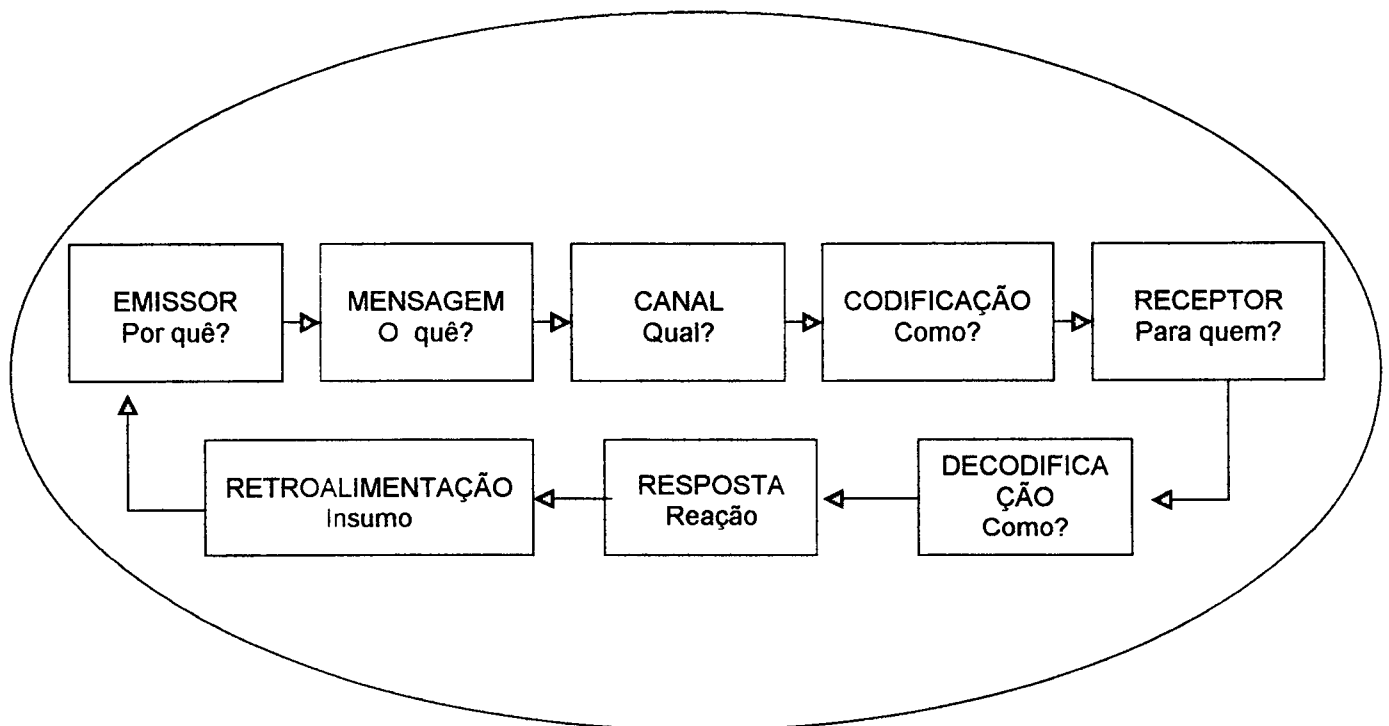 EMISSOR
Por quê?
MENSAGEM
O quê?
CANAL
Qual?
CODIFICAÇÃO
Como?
RECEPTOR
Para quem?
DECODIFICA
ÇÃO
Como?
RESPOSTA
Reação
RETROALIMENTAÇÃO
Insumo